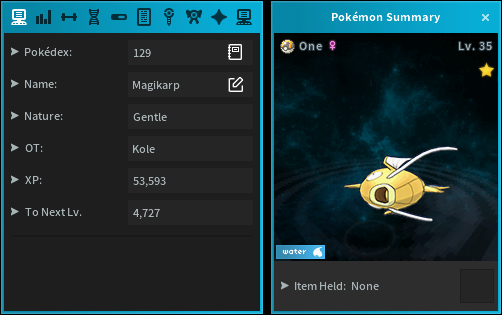 Pokédex: 129
Name: Magikarp
Nature: Gentle
OT: Kole
XP: 53,593
To Next Lv. 4,727
Pokémon Summary ×
One ♀ Lv. 35
water
Item Held: None